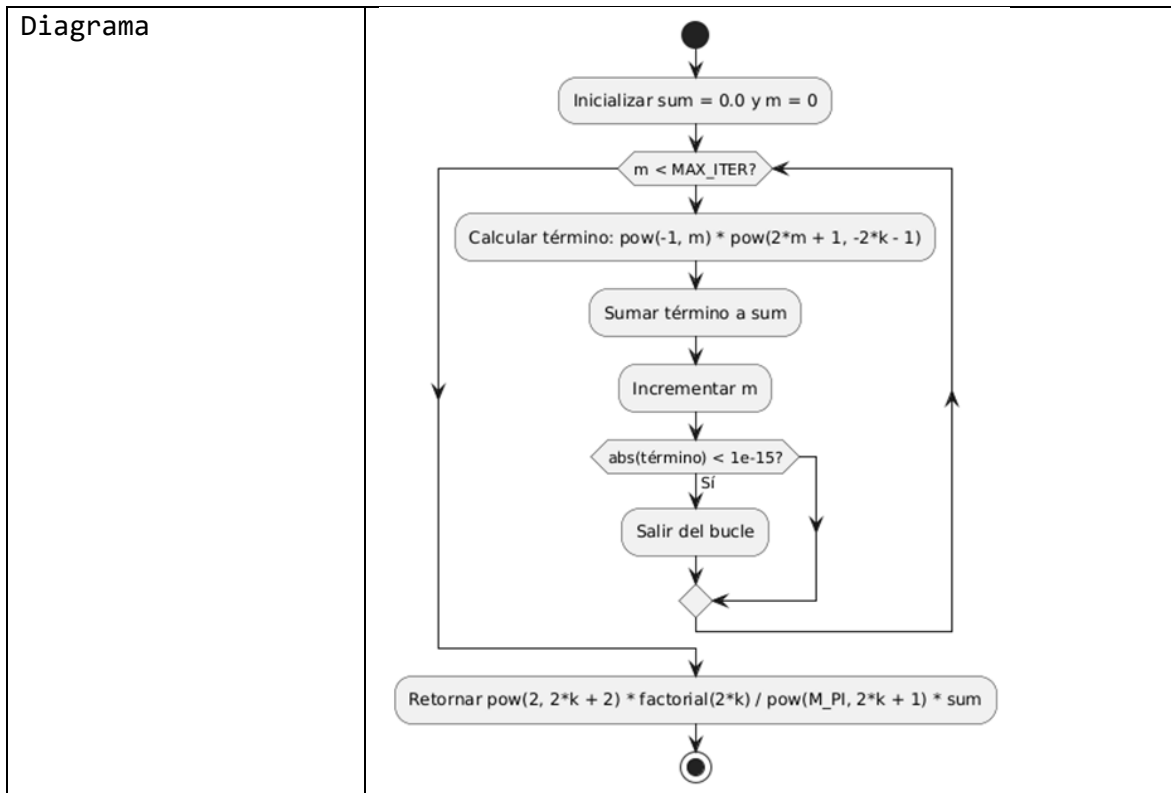 Diagrama
Inicializar sum = 0.0 y m = 0
m < MAX_ITER?
Calcular término: pow(-1, m) * pow(2*m + 1, -2*k - 1)
Sumar término a sum
Incrementar m
abs(término) < 1e-15?
Sí
Salir del bucle
Retornar pow(2, 2*k + 2) * factorial(2*k) / pow(M_PI, 2*k + 1) * sum